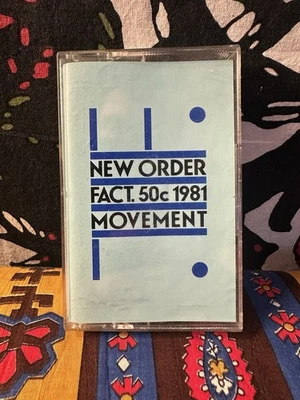 NEW ORDER
FACT. 50c 1981
MOVEMENT